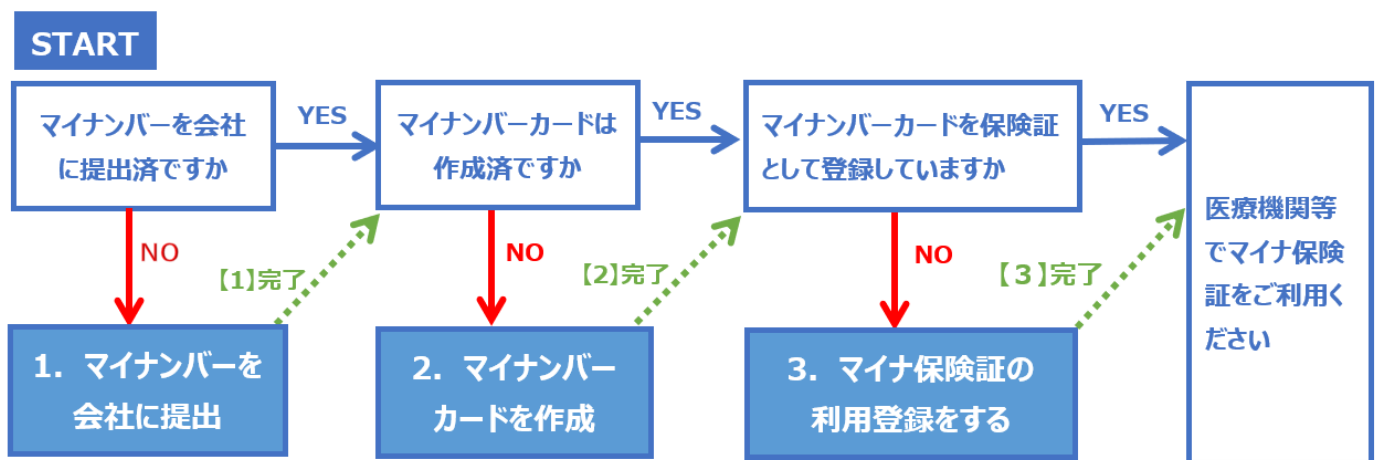 START
マイナンバーを会社
に提出済ですか
YES
マイナンバーカードは
作成済ですか
YES
マイナンバーカードを保険証
として登録していますか
YES
医療機関等
でマイナ保険
証をご利用く
ださい
NO
【1】完了
NO
【2】完了
NO
【３】完了
1．マイナンバーを
会社に提出
2．マイナンバー
カードを作成
3．マイナ保険証の
利用登録をする